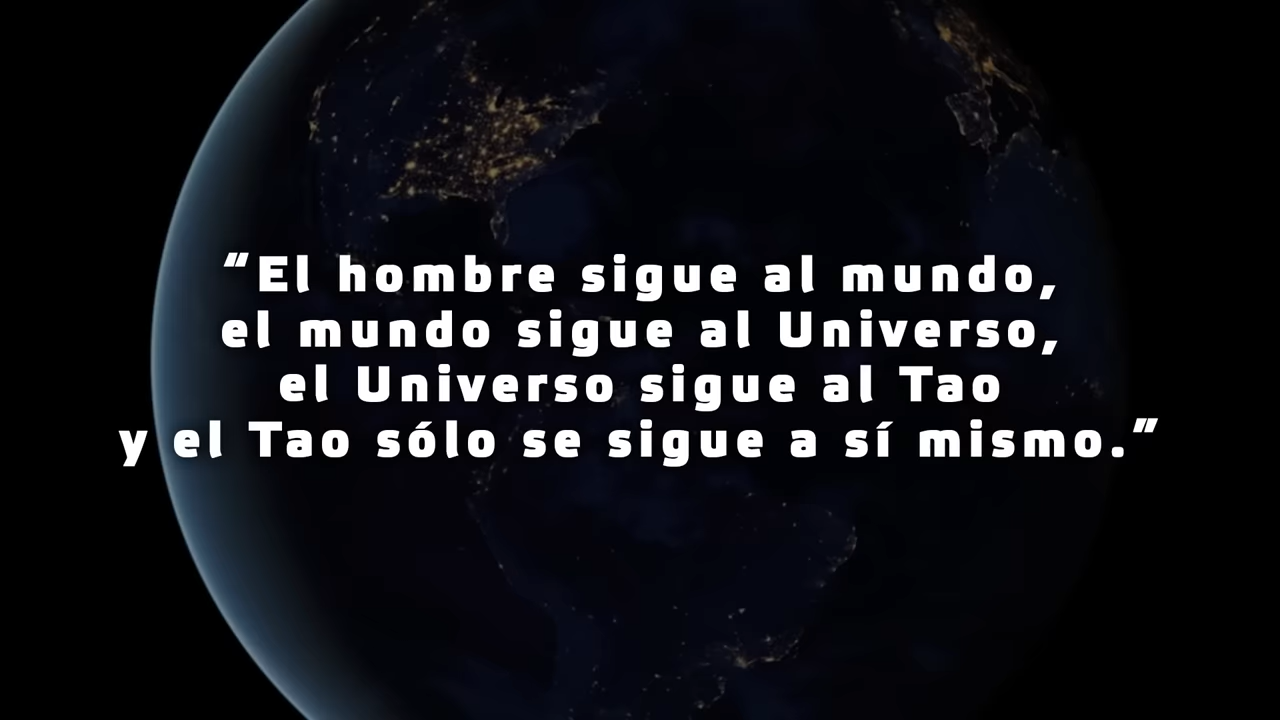 “El hombre sigue al mundo,
el mundo sigue al Universo,
el Universo sigue al Tao
y el Tao sólo se sigue a sí mismo.”